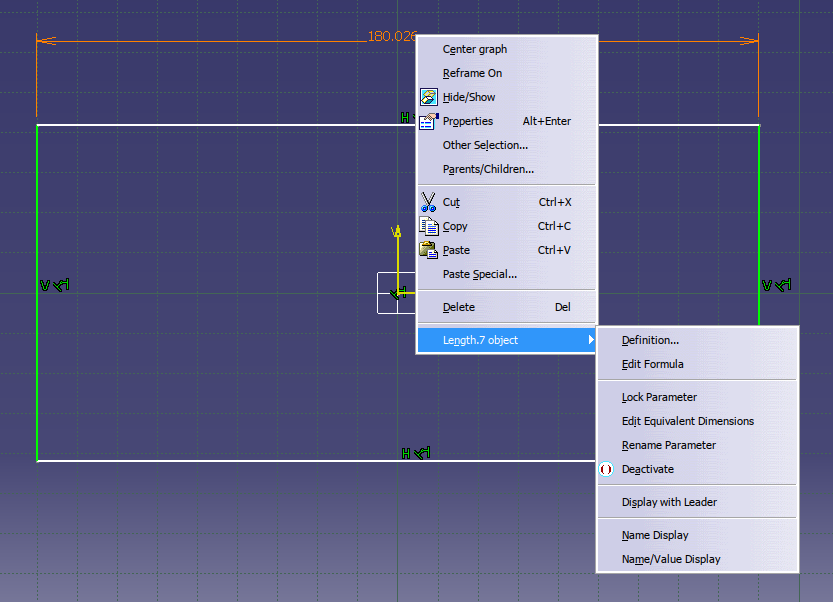 180.026
Center graph
Reframe On
Hide/Show
H
Properties Alt+Enter
Other Selection...
Parents/Children...
Cut Ctrl+X
Copy Ctrl+C
V
Paste Ctrl+V
Paste Special...
V
V
Delete Del
Length.7 object
Definition...
Edit Formula
Lock Parameter
Edit Equivalent Dimensions
Rename Parameter
H
Deactivate
Display with Leader
Name Display
Name/Value Display